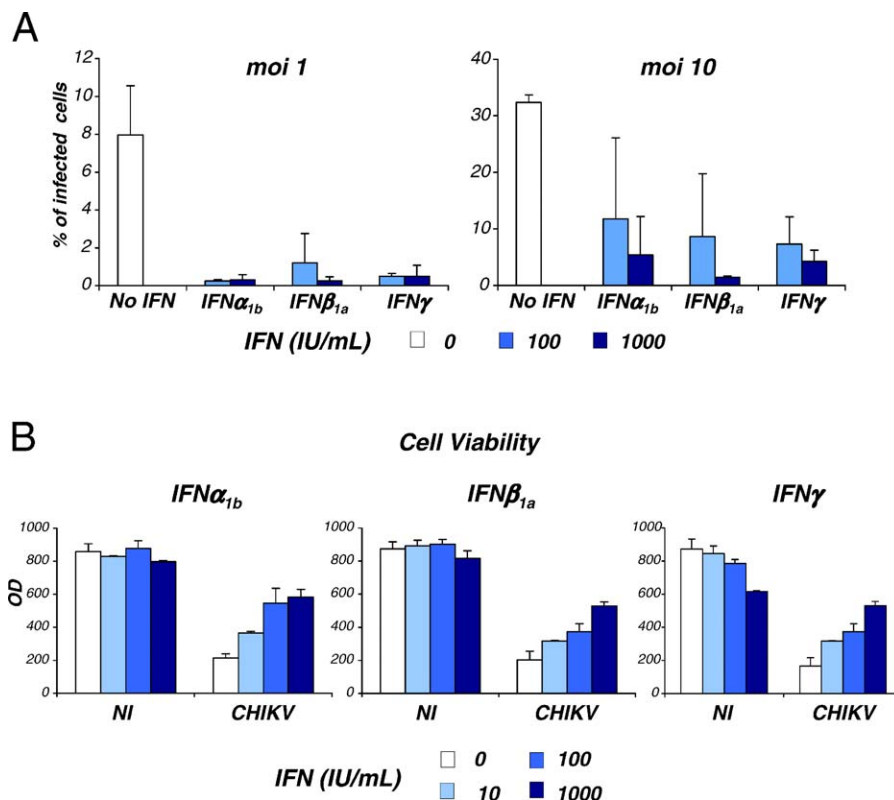 A
moi 1
moi 10
% of infected cells
12
10
8
6
4
2
0
40
30
20
10
0
No IFN IFNα1b IFNβ1a IFNγ
No IFN IFNα1b IFNβ1a IFNγ
IFN (IU/mL) 0 100 1000
B
Cell Viability
IFNα1b IFNβ1a IFNγ
OD
1000
800
600
400
200
0
1000
800
600
400
200
0
1000
800
600
400
200
0
NI CHIKV
NI CHIKV
NI CHIKV
IFN (IU/mL)
0 100
10 1000